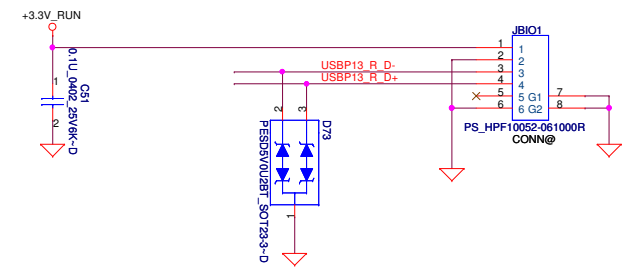 +3.3V_RUN
JBIO1
1 1
2 2
USBP13_R_D- 3 3
USBP13_R_D+ 4 4
5 5 G1 7
6 6 G2 8
PS_HPF10052-061000R
CONN@
1
2
C51
0.1U_0402_25V6K~D
2 3
D73
PESD5V0U2BT_SOT23-3~D
1